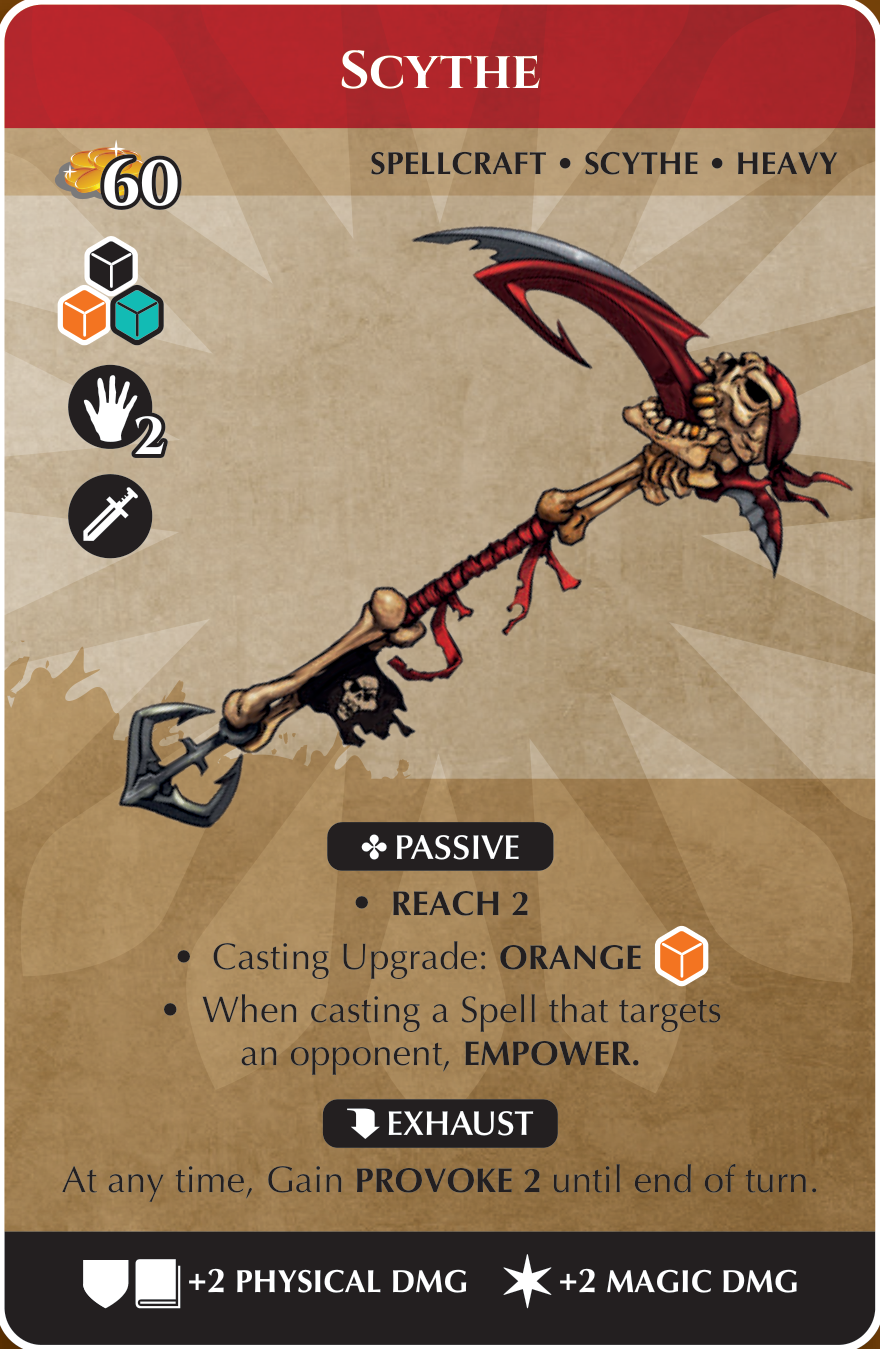 SCYTHE
60
SPELLCRAFT • SCYTHE • HEAVY
2
PASSIVE
• REACH 2
• Casting Upgrade: ORANGE
• When casting a Spell that targets
an opponent, EMPOWER.
EXHAUST
At any time, Gain PROVOKE 2 until end of turn.
+2 PHYSICAL DMG +2 MAGIC DMG